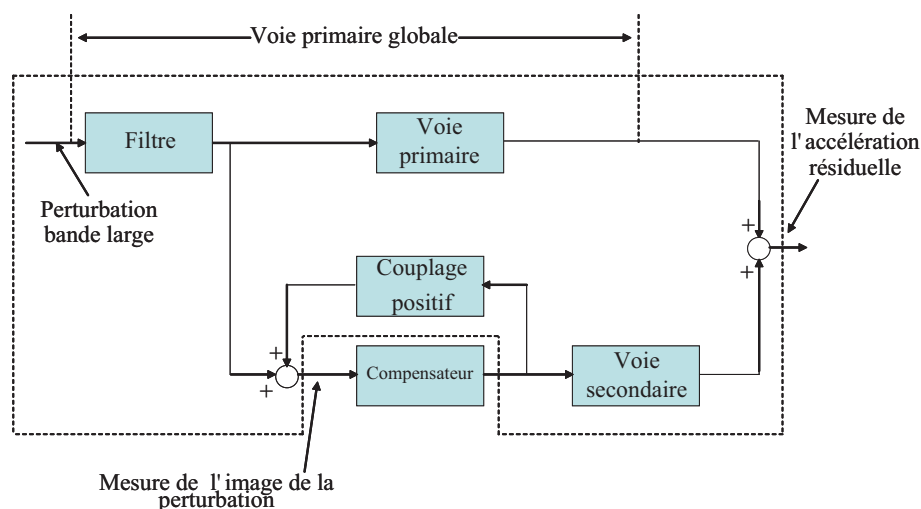 Voie primaire globale
Filtre
Voie
primaire
Mesure de
l'accélération
résiduelle
Perturbation
bande large
+
+
Couplage
positif
+
+
Compensateur
Voie
secondaire
Mesure de l'image de la
perturbation